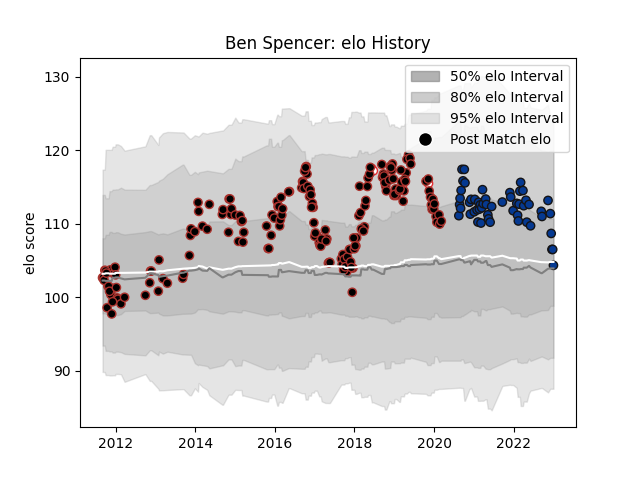 Ben Spencer: elo History
50% elo Interval
80% elo Interval
95% elo Interval
Post Match elo
elo score
130
120
110
100
90
2012
2014
2016
2018
2020
2022